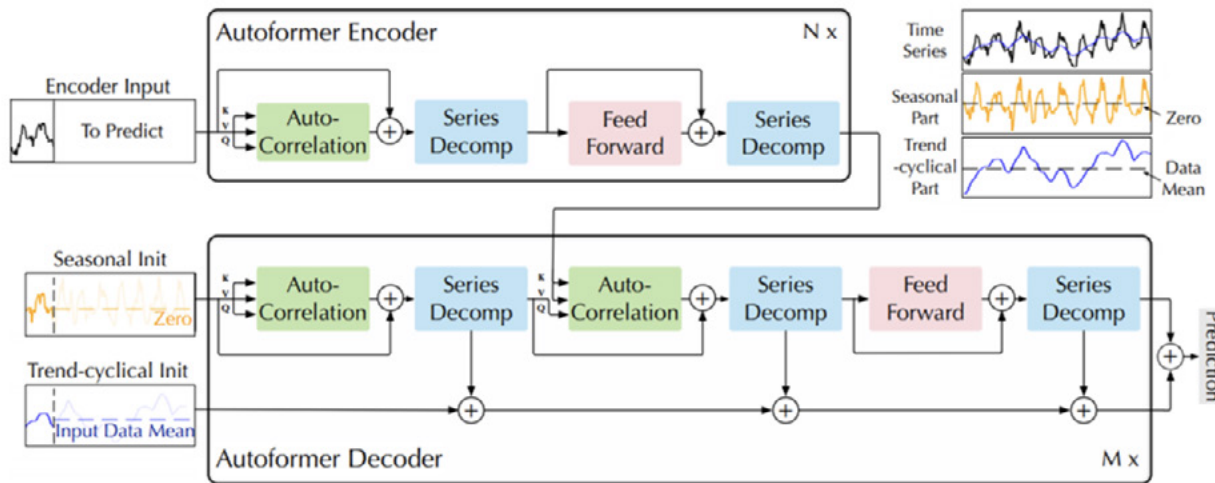 Autoformer Encoder
N x
Encoder Input
To Predict
K
V
Q
Auto-
Correlation
+
Series
Decomp
Feed
Forward
+
Series
Decomp
Time
Series
Seasonal
Part
Zero
Trend
-cyclical
Part
Data
Mean
Seasonal Init
Zero
K
V
Q
Auto-
Correlation
+
Series
Decomp
K
V
Q
Auto-
Correlation
+
Series
Decomp
Feed
Forward
+
Series
Decomp
+
Prediction
Trend-cyclical Init
Input Data Mean
+
+
+
Autoformer Decoder
M x